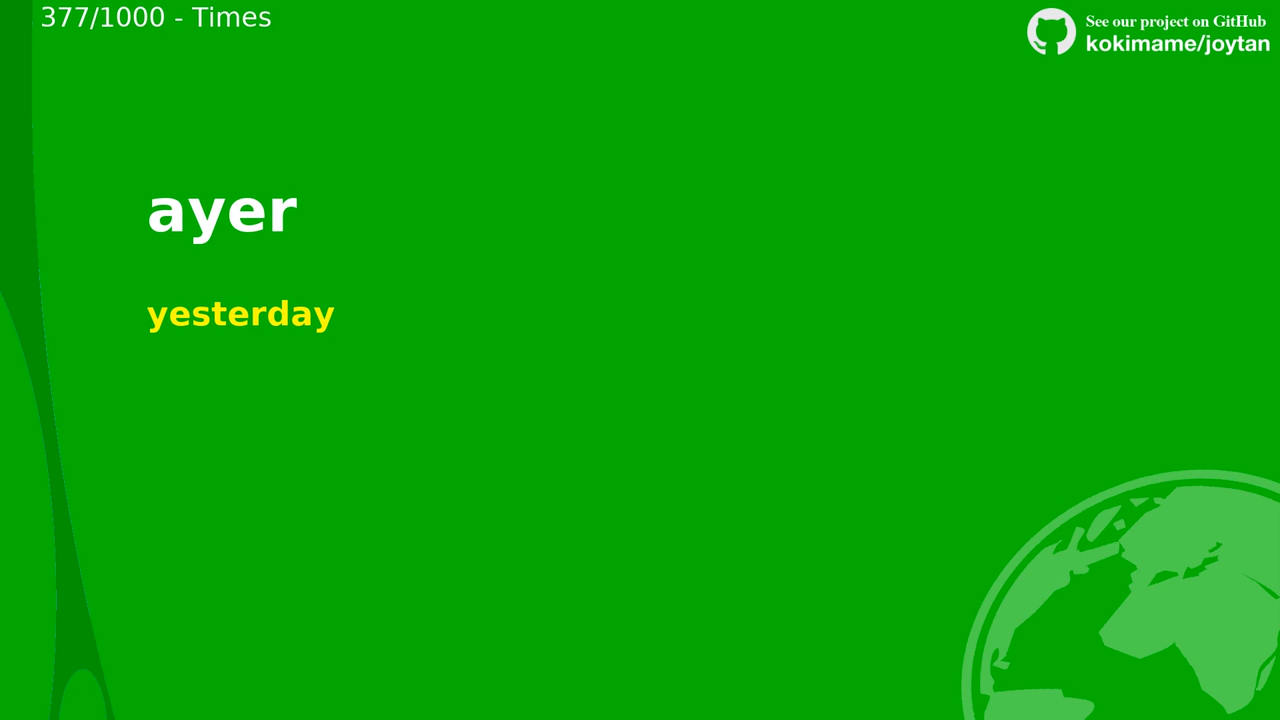 377/1000 - Times
See our project on GitHub
kokimame/joytan
ayer
yesterday